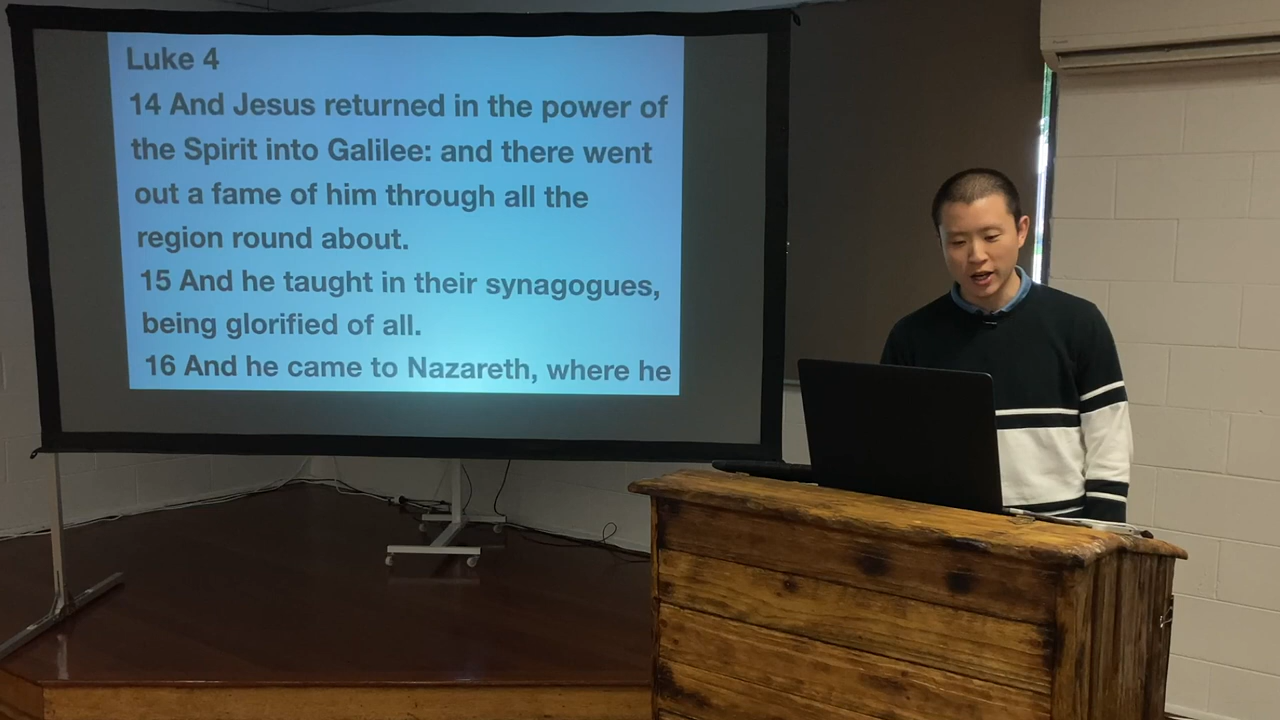 Luke 4
14 And Jesus returned in the power of
the Spirit into Galilee: and there went
out a fame of him through all the
region round about.
15 And he taught in their synagogues,
being glorified of all.
16 And he came to Nazareth, where he